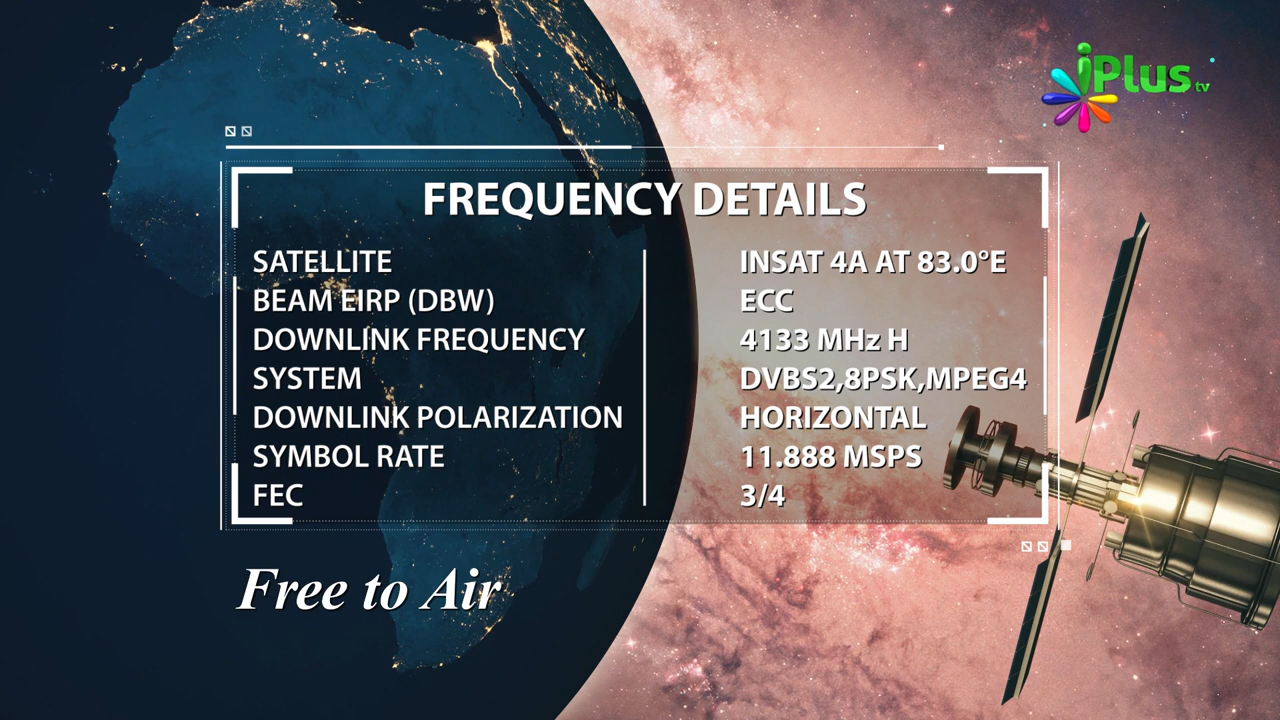 iPlus tv
FREQUENCY DETAILS
SATELLITE INSAT 4A AT 83.0°E
BEAM EIRP (DBW) ECC
DOWNLINK FREQUENCY 4133 MHz H
SYSTEM DVBS2,8PSK,MPEG4
DOWNLINK POLARIZATION HORIZONTAL
SYMBOL RATE 11.888 MSPS
FEC 3/4
Free to Air